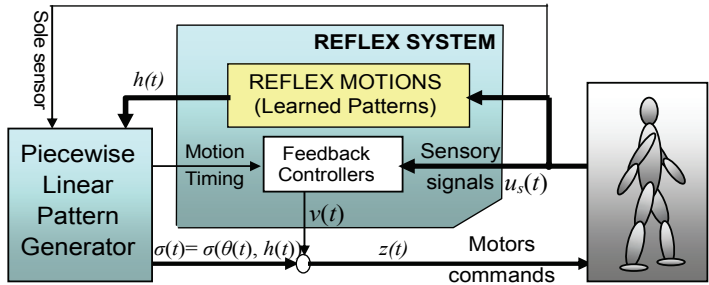 Sole sensor
REFLEX SYSTEM
h(t)
REFLEX MOTIONS
(Learned Patterns)
Piecewise
Linear
Pattern
Generator
Motion
Timing
Feedback
Controllers
Sensory
signals
uₛ(t)
v(t)
σ(t)= σ(θ(t), h(t))
z(t)
Motors
commands